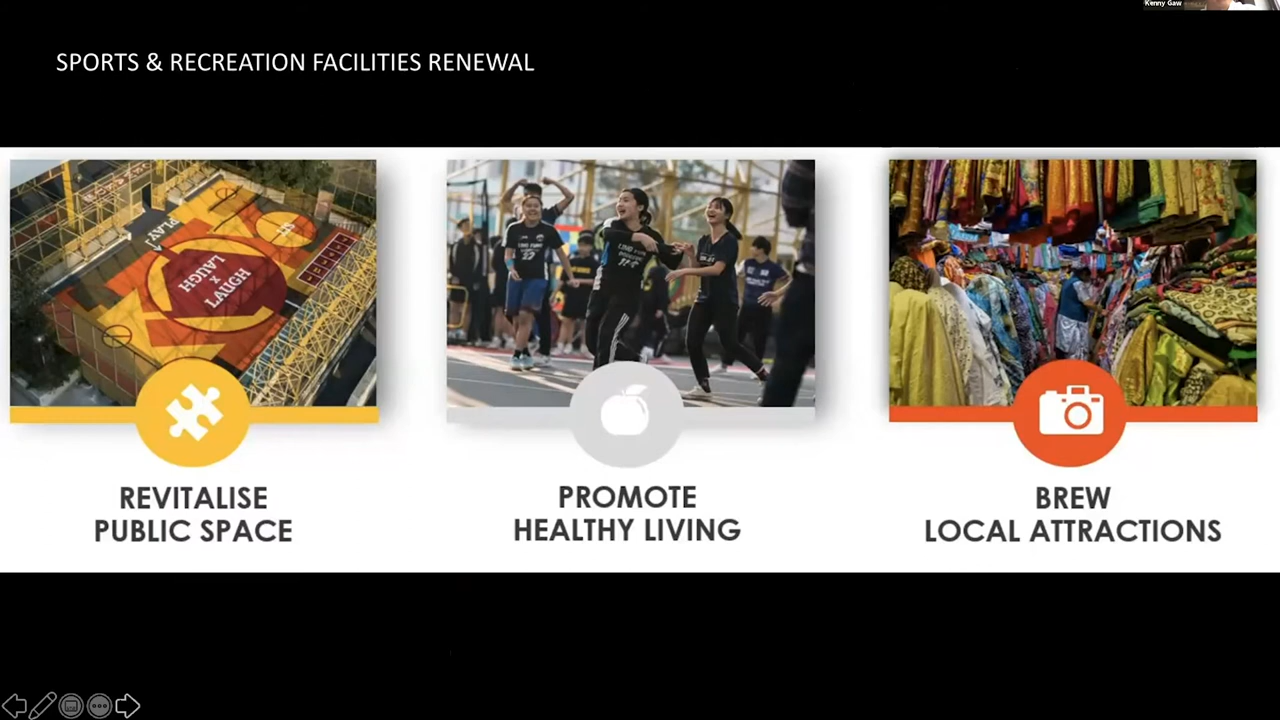 Kenny Gaw
SPORTS & RECREATION FACILITIES RENEWAL
PLAY!
LAUGH
X
LAUGH
REVITALISE
PUBLIC SPACE
PROMOTE
HEALTHY LIVING
BREW
LOCAL ATTRACTIONS